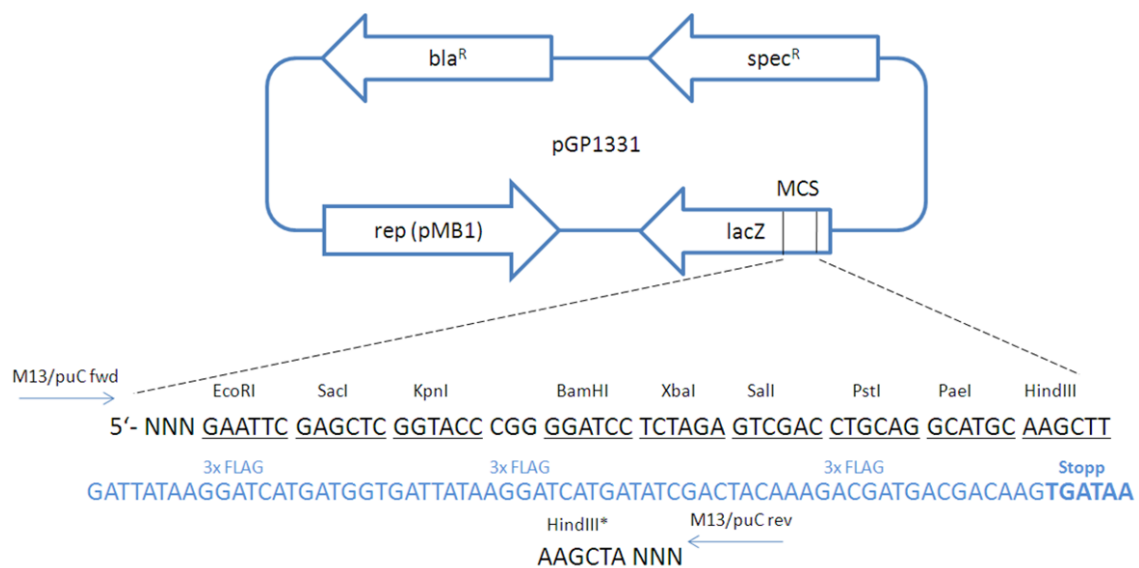 bla^R spec^R
pGP1331
MCS
rep (pMB1) lacZ
M13/puC fwd
EcoRI SacI KpnI BamHI XbaI SalI PstI PaeI HindIII
5‘- NNN GAATTC GAGCTC GGTACC CGG GGATCC TCTAGA GTCGAC CTGCAG GCATGC AAGCTT
3x FLAG 3x FLAG 3x FLAG Stopp
GATTATAAGGATCATGATGGTGATTATAAGGATCATGATATCGACTACAAAGACGATGACGACAAGTGATAA
HindIII* M13/puC rev
AAGCTA NNN